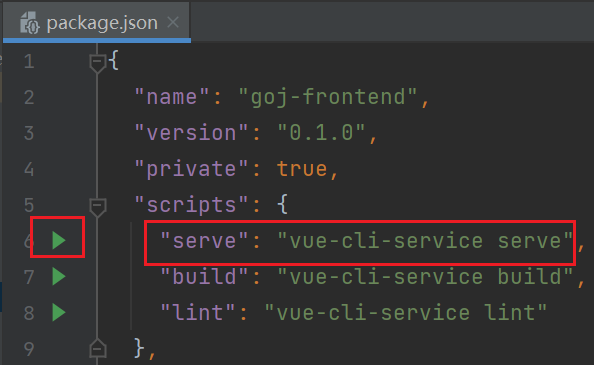 package.json
1 {
2 "name": "goj-frontend",
3 "version": "0.1.0",
4 "private": true,
5 "scripts": {
6 "serve": "vue-cli-service serve",
7 "build": "vue-cli-service build",
8 "lint": "vue-cli-service lint"
9 },